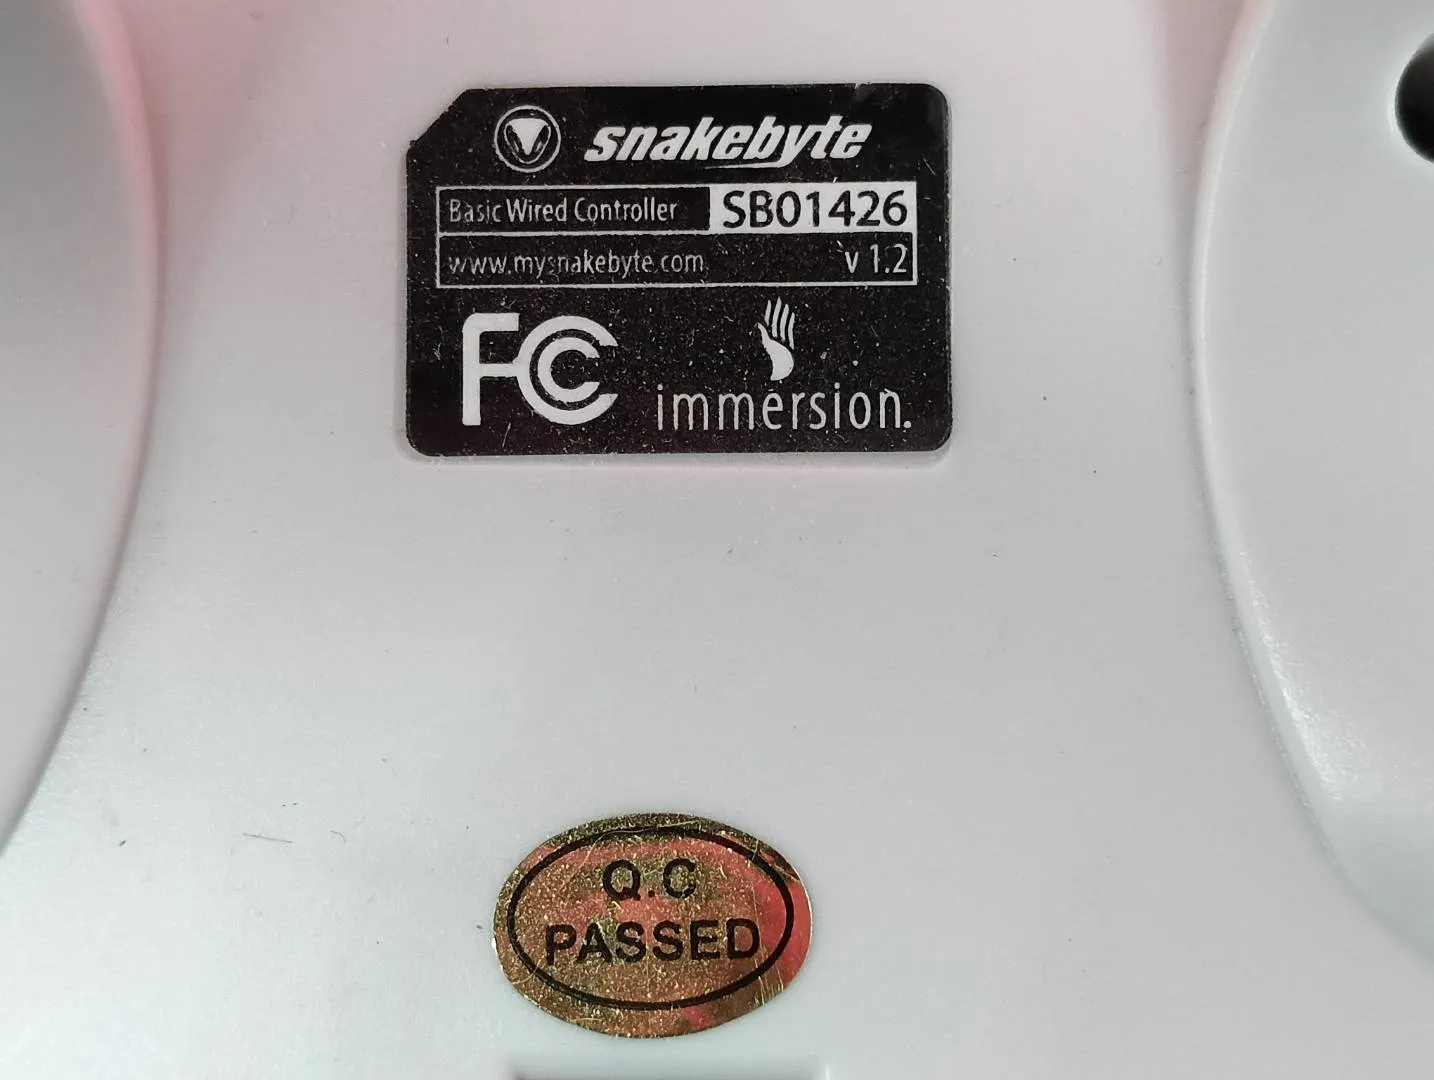 snakebyte
Basic Wired Controller SB01426
www.mysnakebyte.com v 1.2
FC immersion.
Q.C
PASSED